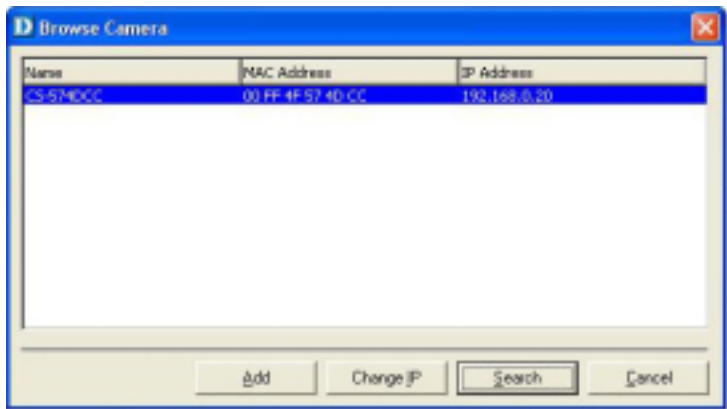 D Browse Camera
Name MAC Address IP Address
CS-574DCC 00 FF 4F 57 4D CC 192.168.0.20
Add Change IP Search Cancel